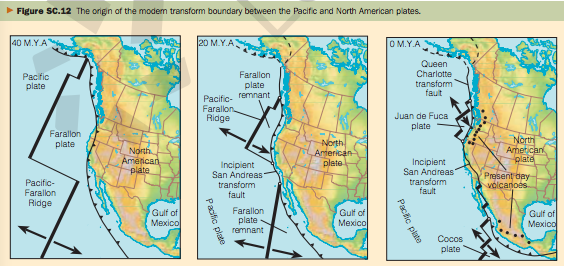 Figure SC.12 The origin of the modern transform boundary between the Pacific and North American plates.
40 M.Y.A
Pacific
plate
Farallon
plate
North
American
plate
Pacific-
Farallon
Ridge
Gulf of
Mexico
20 M.Y.A
Farallon
plate
remnant
Pacific-
Farallon
Ridge
North
American
plate
Incipient
San Andreas
transform
fault
Pacific plate
Farallon
plate
remnant
Gulf of
Mexico
0 M.Y.A
Queen
Charlotte
transform
fault
Juan de Fuca
plate
North
American
plate
Incipient
San Andreas
transform
fault
Present day
volcanoes
Pacific plate
Gulf of
Mexico
Cocos
plate